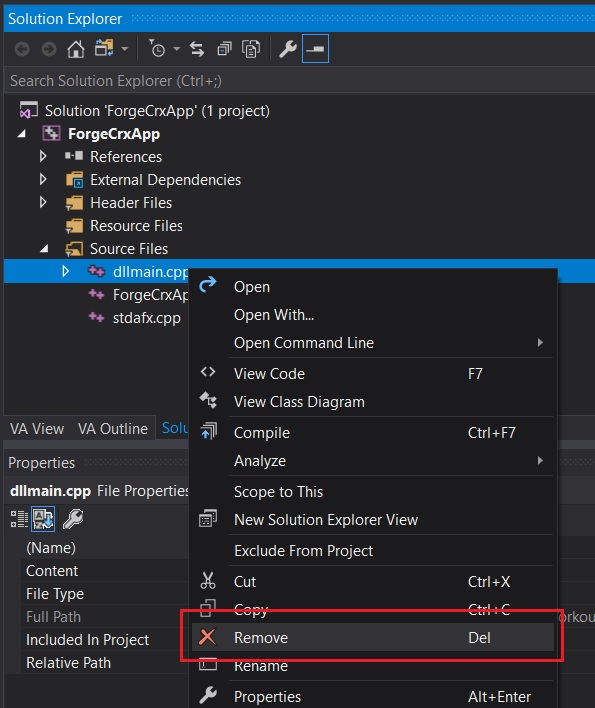 Solution Explorer
Search Solution Explorer (Ctrl+;)
Solution 'ForgeCrxApp' (1 project)
ForgeCrxApp
References
External Dependencies
Header Files
Resource Files
Source Files
dllmain.cpp
ForgeCrxAp
stdafx.cpp
Open
Open With...
Open Command Line
View Code F7
View Class Diagram
Compile Ctrl+F7
Analyze
Scope to This
New Solution Explorer View
Exclude From Project
Cut Ctrl+X
Copy Ctrl+C
Remove Del
Rename
Properties Alt+Enter
VA View VA Outline Solu
Properties
dllmain.cpp File Properties
(Name)
Content
File Type
Full Path orkou
Included In Project
Relative Path